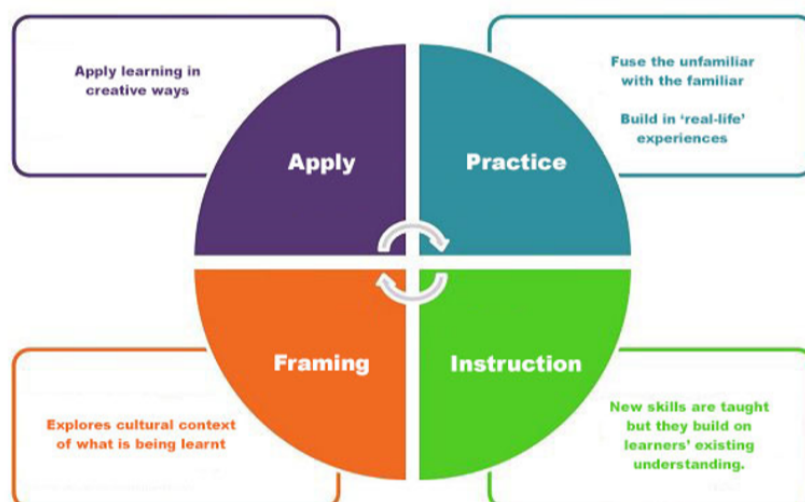 Apply learning in
creative ways
Fuse the unfamiliar
with the familiar
Build in ‘real-life’
experiences
Apply
Practice
Framing
Instruction
Explores cultural context
of what is being learnt
New skills are taught
but they build on
learners’ existing
understanding.